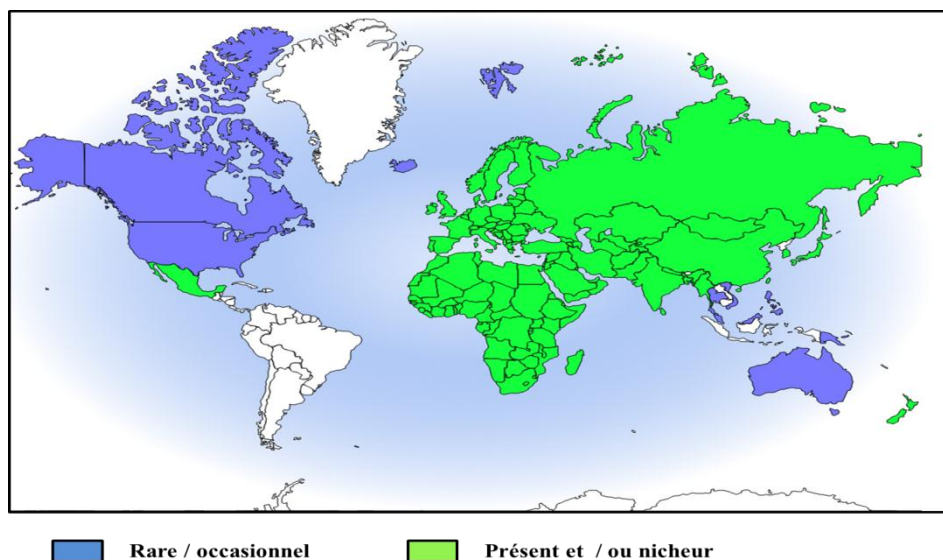 Rare / occasionnel
Présent et / ou nicheur